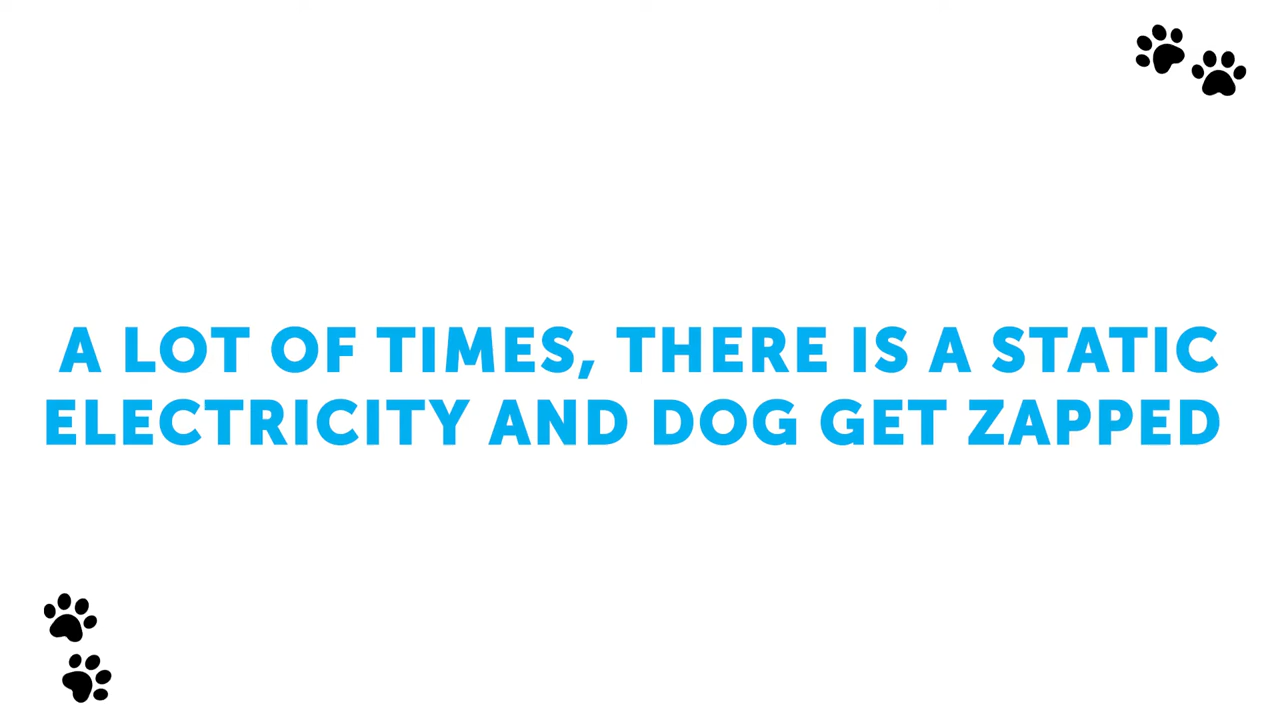 A LOT OF TIMES, THERE IS A STATIC
ELECTRICITY AND DOG GET ZAPPED